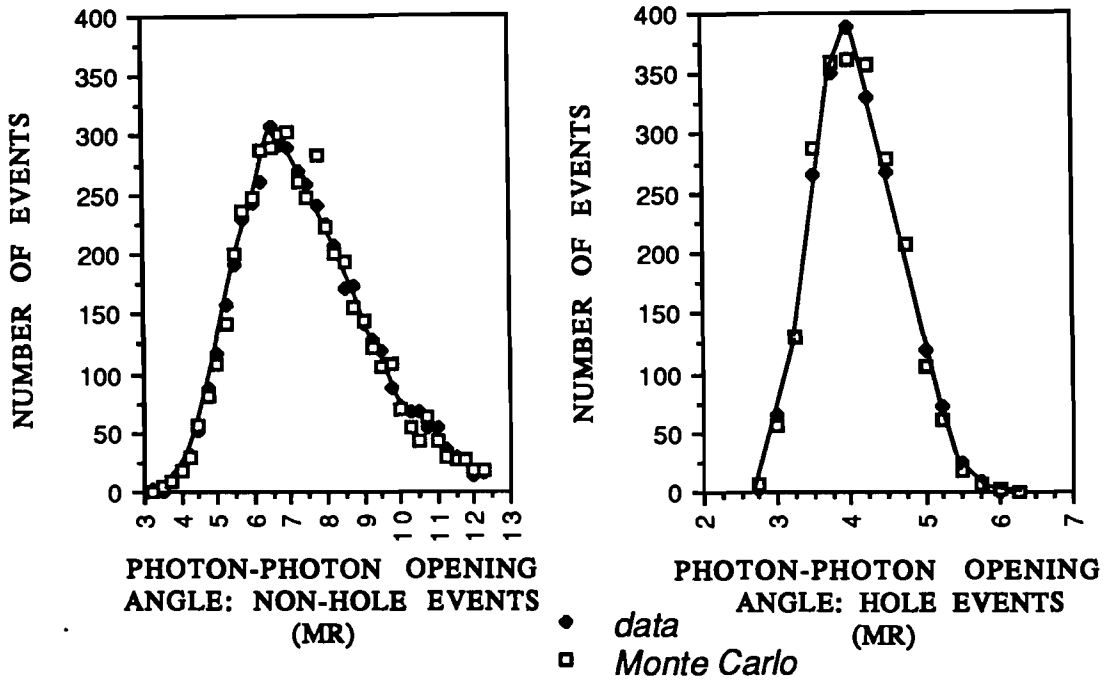 400
350
300
250
200
150
100
50
0
NUMBER OF EVENTS
3 4 5 6 7 8 9 10 11 12 13
PHOTON-PHOTON OPENING
ANGLE: NON-HOLE EVENTS
(MR)
400
350
300
250
200
150
100
50
0
NUMBER OF EVENTS
2 3 4 5 6 7
PHOTON-PHOTON OPENING
ANGLE: HOLE EVENTS
(MR)
data
Monte Carlo